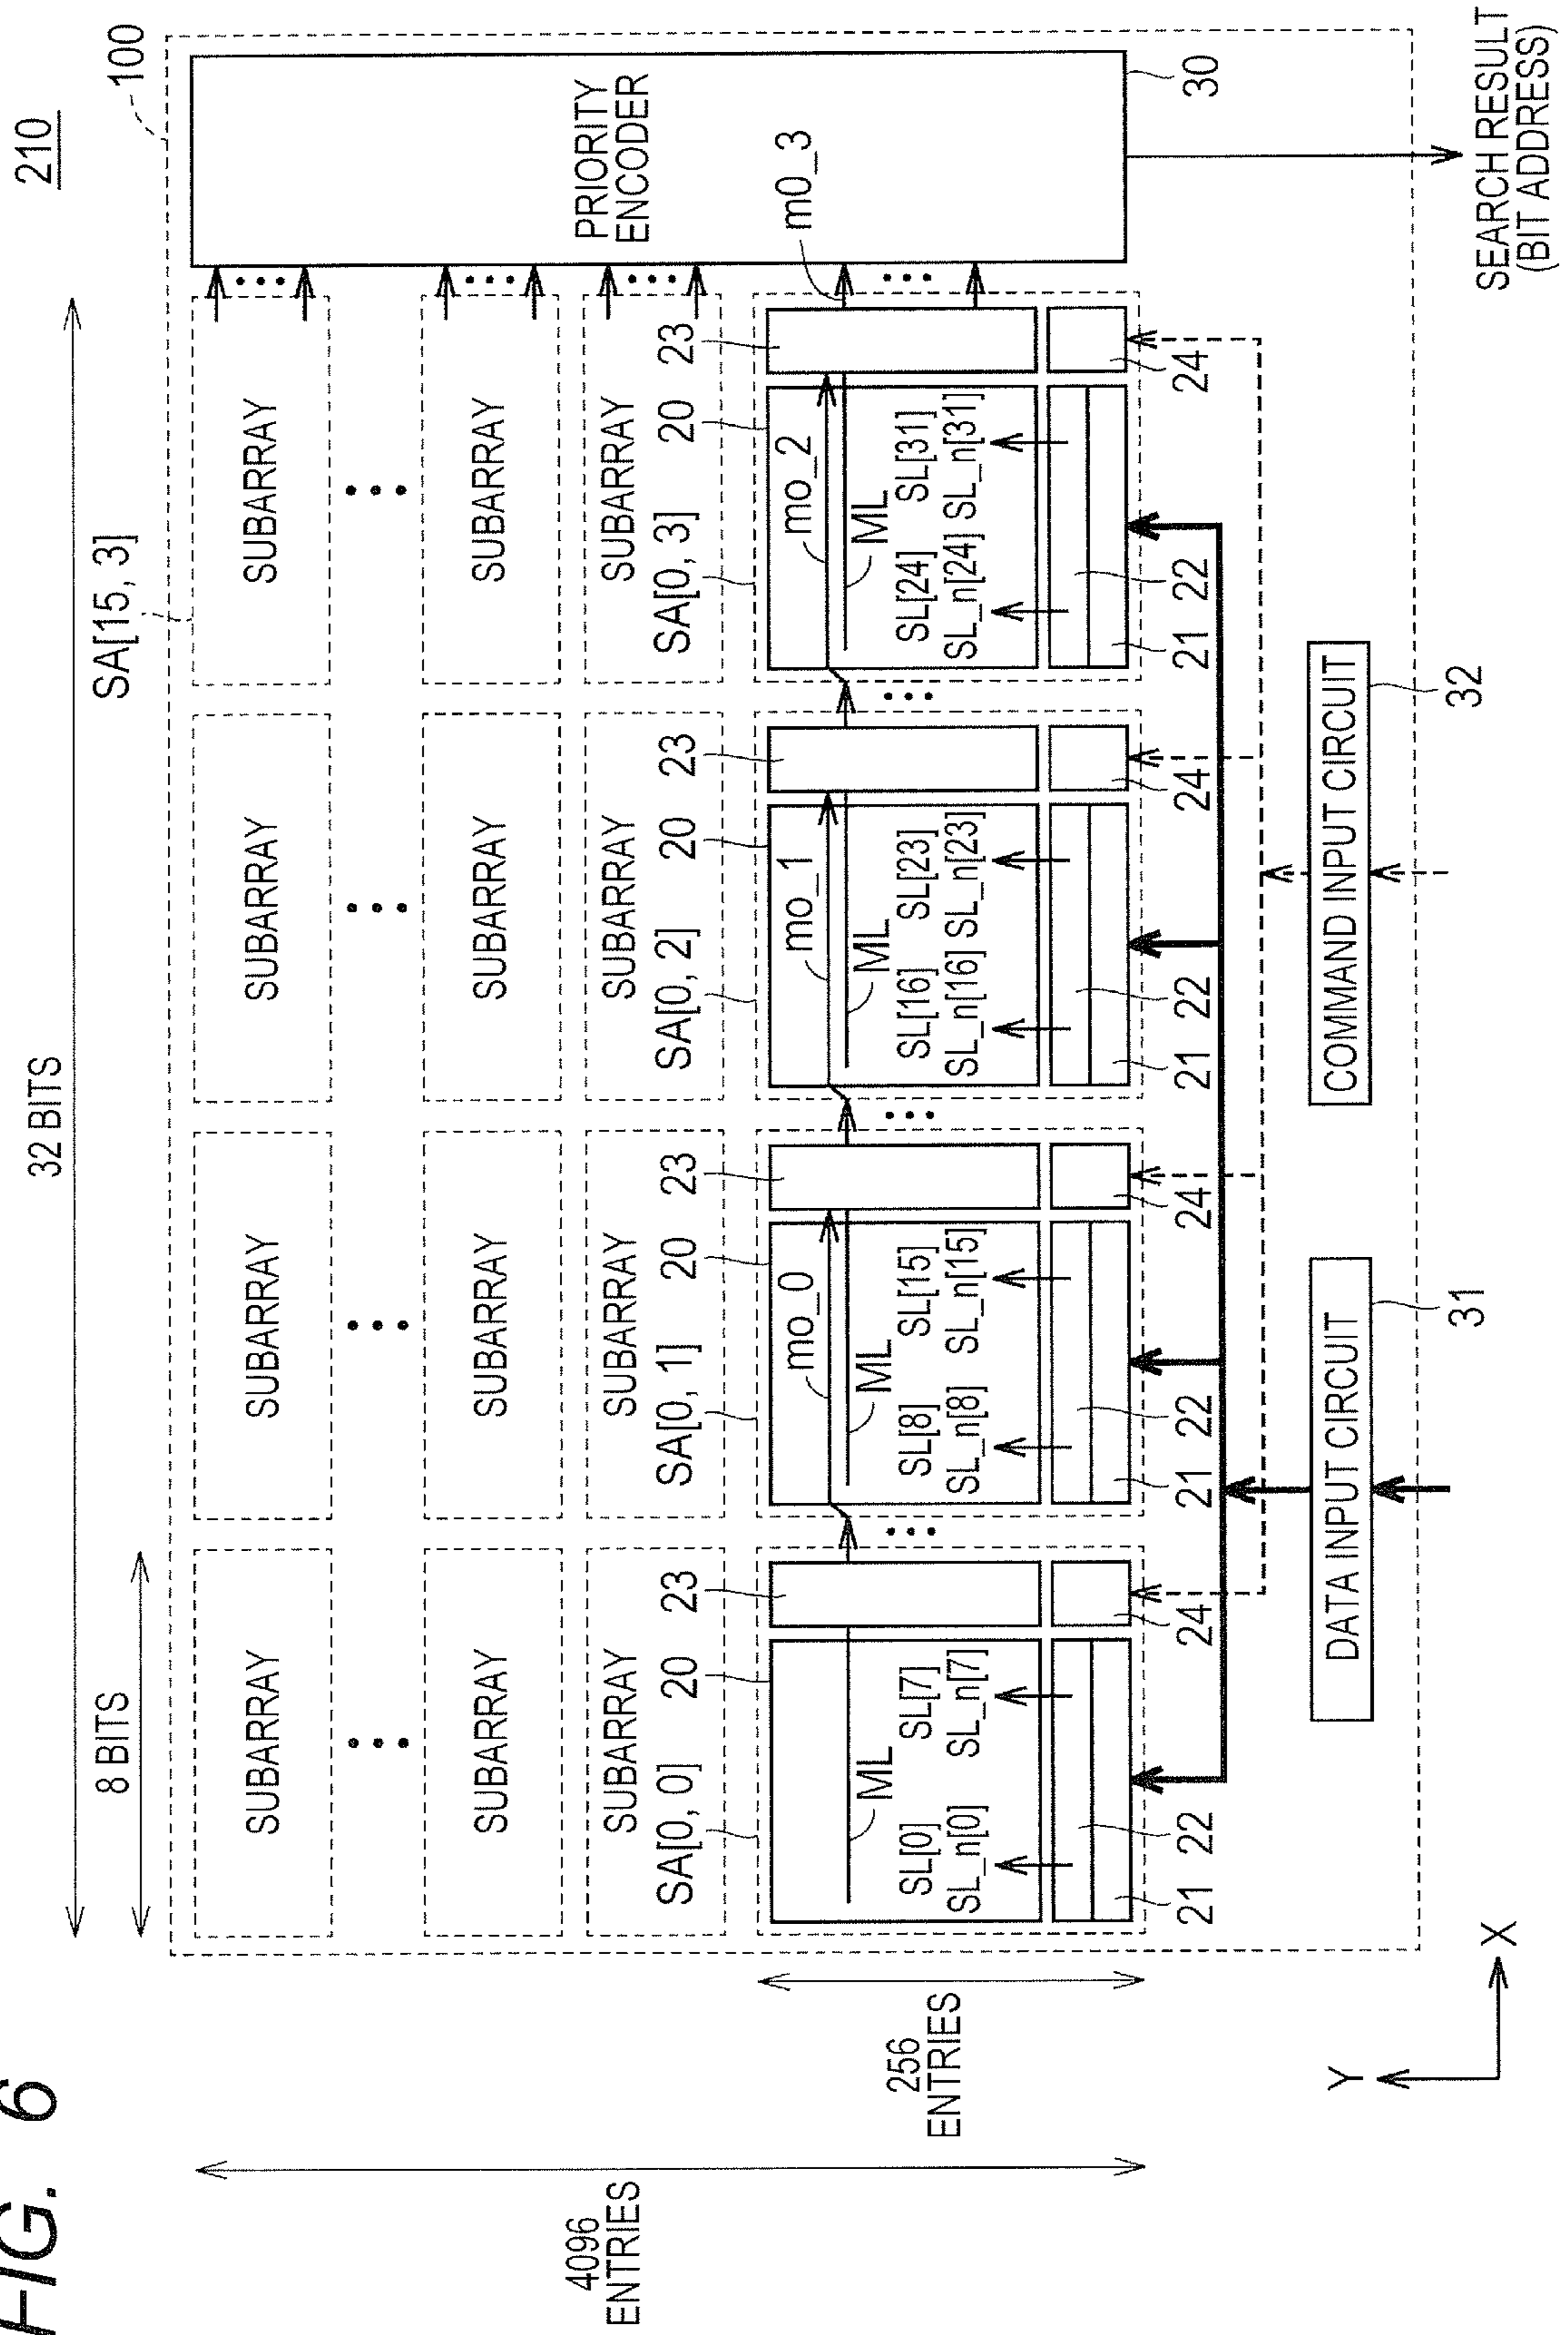 FIG. 6
210
32 BITS
100
8 BITS
SA[15, 3]
SUBARRAY
SUBARRAY
SUBARRAY
SUBARRAY
SUBARRAY
SUBARRAY
SUBARRAY
SUBARRAY
SUBARRAY
SUBARRAY
SUBARRAY
SUBARRAY
PRIORITY
ENCODER
4096
ENTRIES
256
ENTRIES
SA[0, 0]
20
23
SA[0, 1]
20
23
SA[0, 2]
20
23
SA[0, 3]
20
23
m0_3
30
mo_0
mo_1
mo_2
ML
ML
ML
ML
SL[0]
SL[7]
SL_n[0]
SL_n[7]
SL[8]
SL[15]
SL_n[8]
SL_n[15]
SL[16]
SL[23]
SL_n[16]
SL_n[23]
SL[24]
SL[31]
SL_n[24]
SL_n[31]
21
22
24
21
22
24
21
22
24
21
22
24
DATA INPUT CIRCUIT
31
COMMAND INPUT CIRCUIT
32
SEARCH RESULT
(BIT ADDRESS)
Y
X